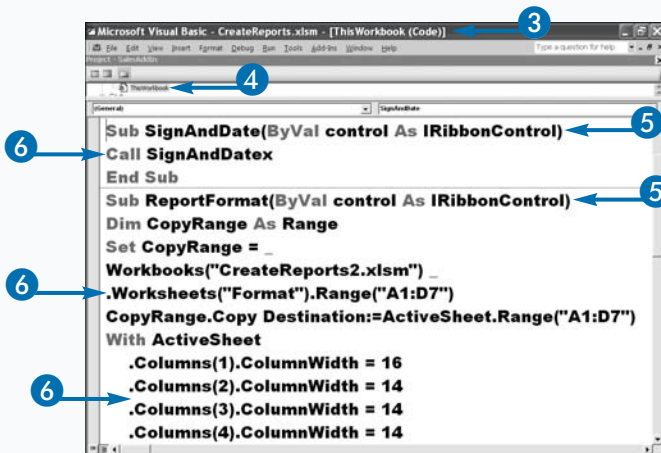 Microsoft Visual Basic - CreateReports.xlsm - [ThisWorkbook (Code)]
3
File Edit View Insert Format Debug Run Tools Add-Ins Window Help
Type a question for help
Project - SalesAddIn
ThisWorkbook
4
(General)
SignAndDate
Sub SignAndDate(ByVal control As IRibbonControl)
5
6
Call SignAndDatex
End Sub
Sub ReportFormat(ByVal control As IRibbonControl)
5
Dim CopyRange As Range
Set CopyRange = _
Workbooks("CreateReports2.xlsm") _
6
.Worksheets("Format").Range("A1:D7")
CopyRange.Copy Destination:=ActiveSheet.Range("A1:D7")
With ActiveSheet
.Columns(1).ColumnWidth = 16
.Columns(2).ColumnWidth = 14
6
.Columns(3).ColumnWidth = 14
.Columns(4).ColumnWidth = 14